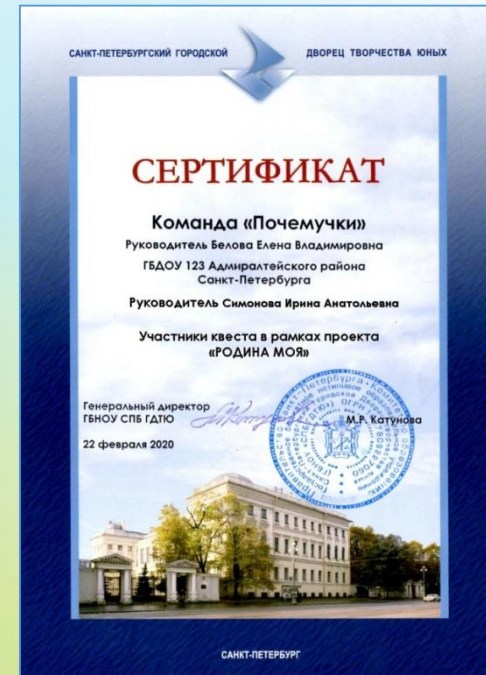 САНКТ-ПЕТЕРБУРГСКИЙ ГОРОДСКОЙ ДВОРЕЦ ТВОРЧЕСТВА ЮНЫХ
СЕРТИФИКАТ
Команда «Почемучки»
Руководитель Белова Елена Владимировна
ГБДОУ 123 Адмиралтейского района
Санкт-Петербурга
Руководитель Симонова Ирина Анатольевна
Участники квеста в рамках проекта
«РОДИНА МОЯ»
Генеральный директор
ГБНОУ СПБ ГДТЮ М.Р. Катунова
22 февраля 2020
САНКТ-ПЕТЕРБУРГ